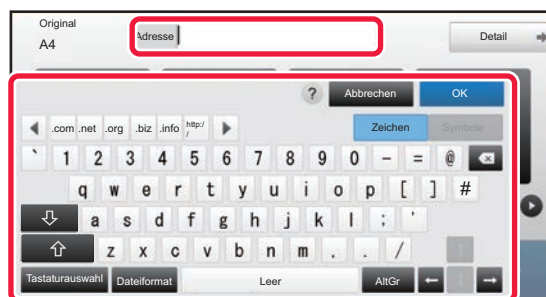 Original
A4
Adresse
Detail
?
Abbrechen
OK
.com .net .org .biz .info http:/
/
Zeichen
Symbole
` 1 2 3 4 5 6 7 8 9 0 - = @
q w e r t y u i o p [ ] #
a s d f g h j k l ; '
z x c v b n m . . /
Tastaturauswahl
Dateiformat
Leer
AltGr